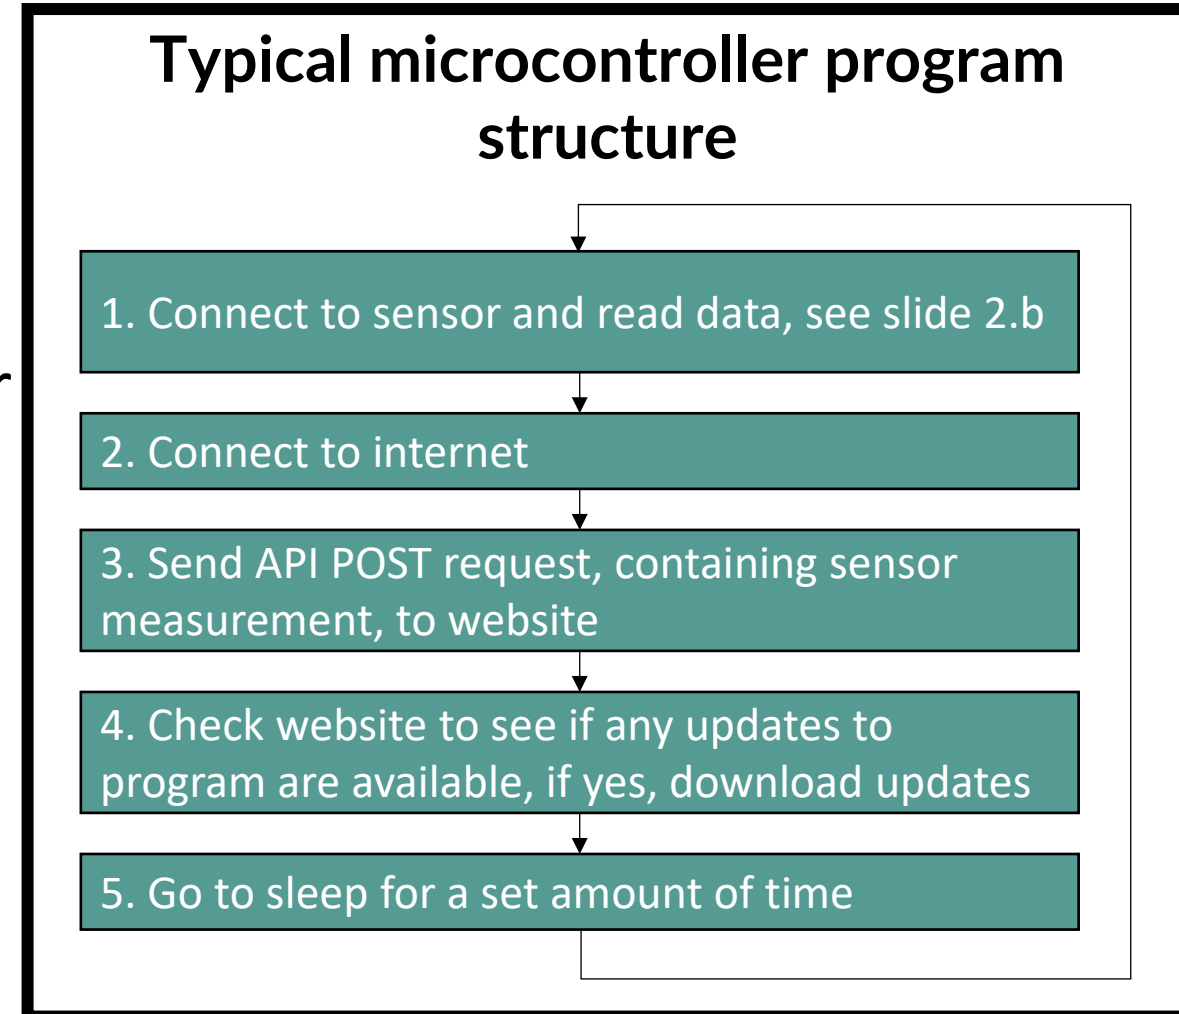 Typical microcontroller program
structure
r
1. Connect to sensor and read data, see slide 2.b
2. Connect to internet
3. Send API POST request, containing sensor
measurement, to website
4. Check website to see if any updates to
program are available, if yes, download updates
5. Go to sleep for a set amount of time